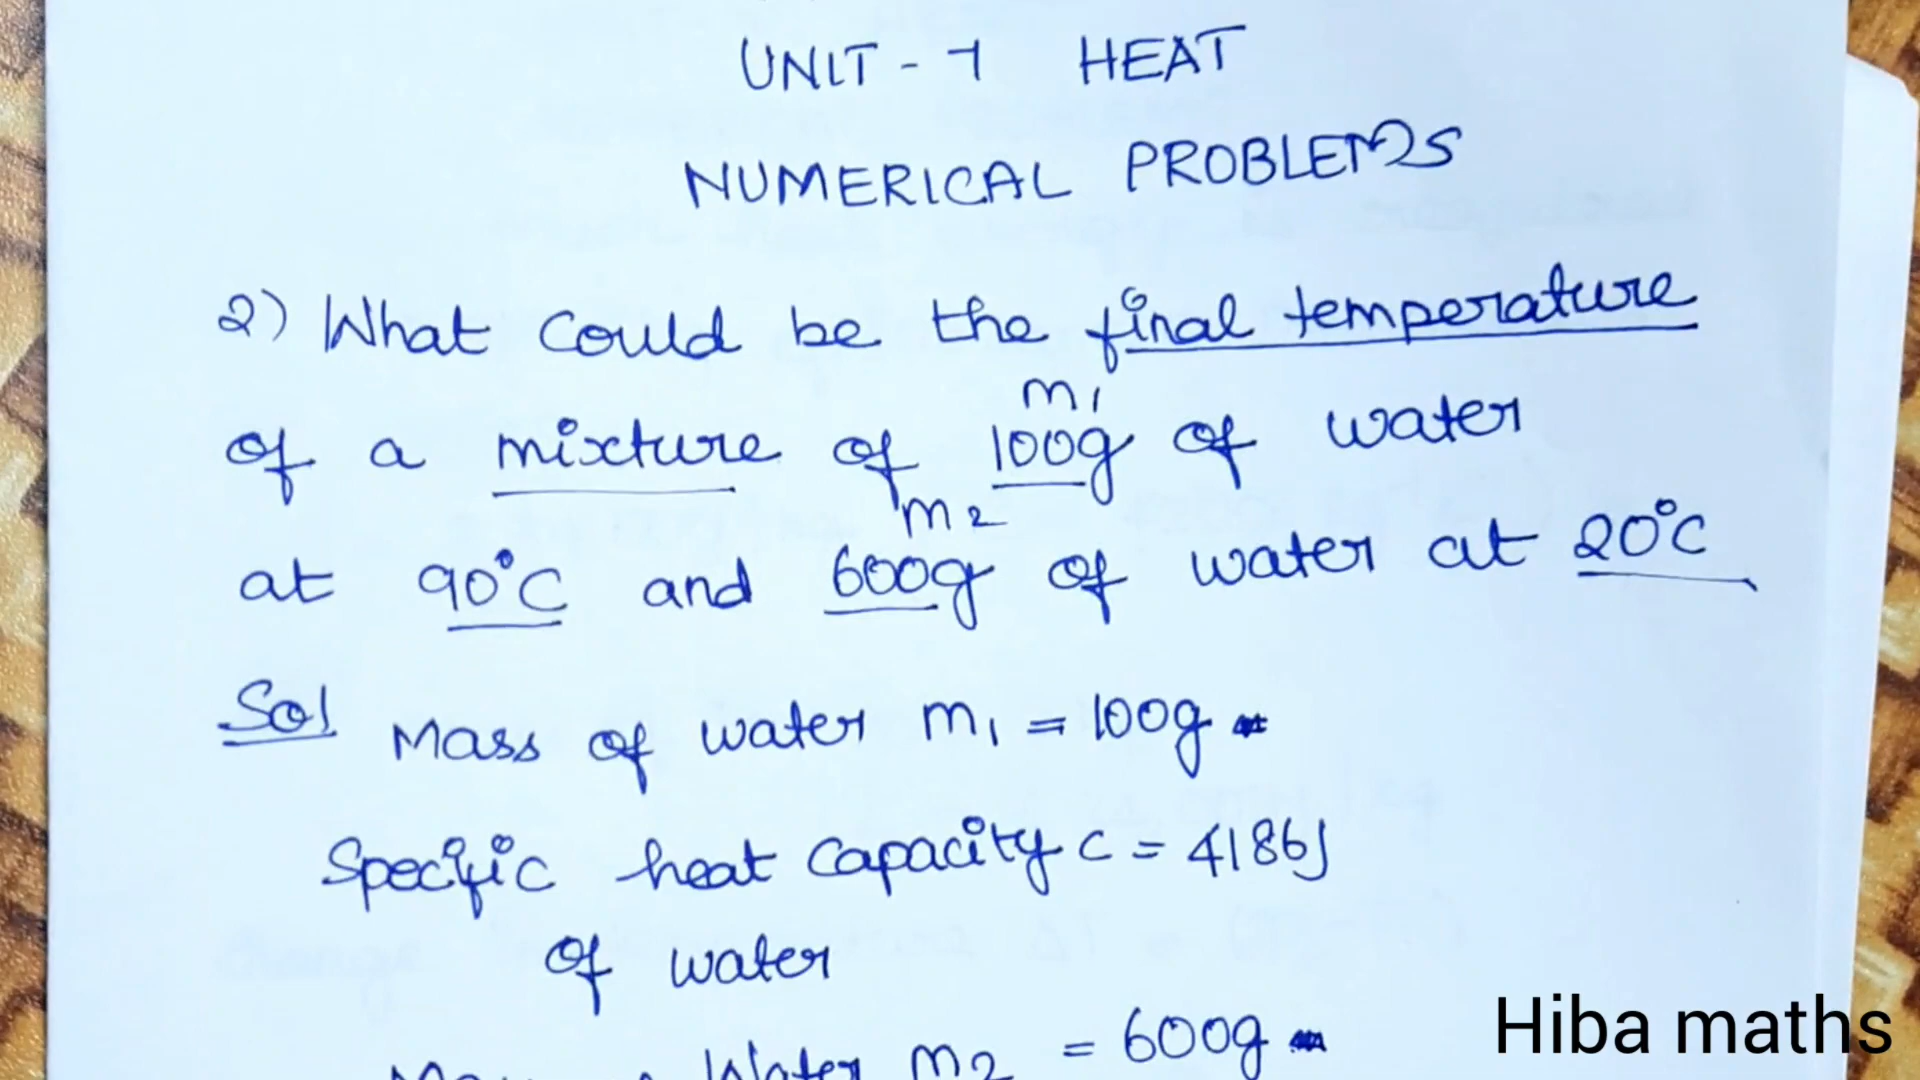 UNIT - 7 HEAT
NUMERICAL PROBLEMS
2) What could be the final temperature
m1
of a mixture of 100g of water
m2
at 90°C and 600g of water at 20°C
Sol Mass of water m1 = 100g
Specific heat capacity c = 4186J
of water
Water m2 = 600g
Hiba maths